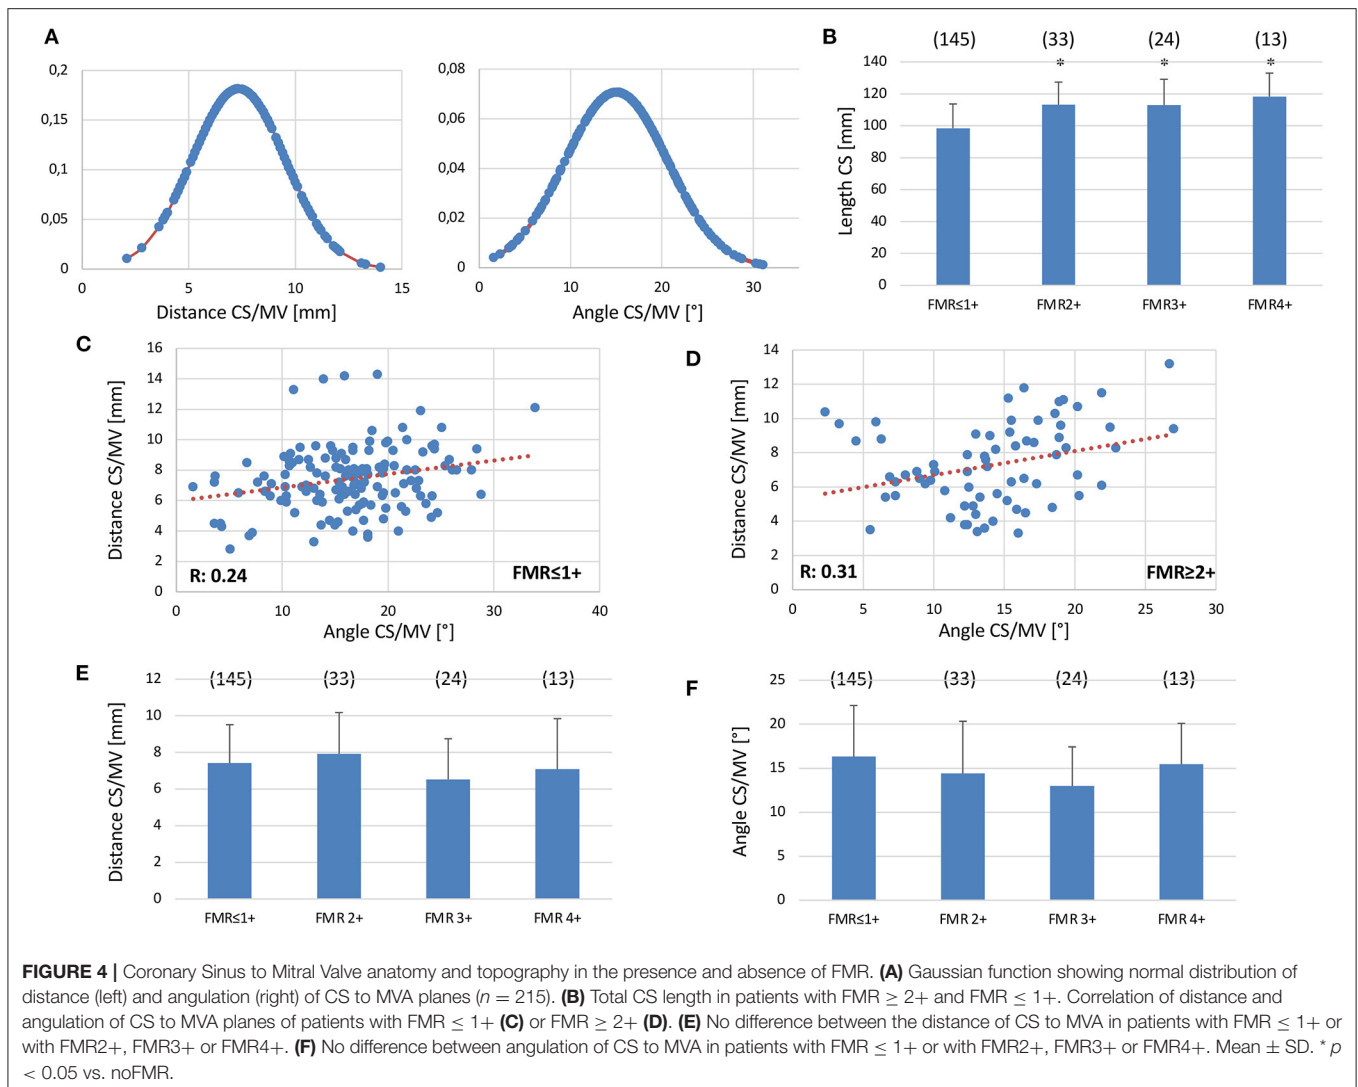 A
0,2
0,15
0,1
0,05
0
0
5
10
15
Distance CS/MV [mm]
0,08
0,06
0,04
0,02
0
0
10
20
30
Angle CS/MV [°]
B
(145)
(33)
(24)
(13)
140
120
100
80
60
40
20
0
Length CS [mm]
*
*
*
FMR≤1+
FMR2+
FMR3+
FMR4+
C
16
14
12
10
8
6
4
2
0
Distance CS/MV [mm]
R: 0.24
FMR≤1+
0
10
20
30
40
Angle CS/MV [°]
D
14
12
10
8
6
4
2
0
Distance CS/MV [mm]
R: 0.31
FMR≥2+
0
5
10
15
20
25
30
Angle CS/MV [°]
E
(145)
(33)
(24)
(13)
12
10
8
6
4
2
0
Distance CS/MV [mm]
FMR≤1+
FMR 2+
FMR 3+
FMR 4+
F
(145)
(33)
(24)
(13)
25
20
15
10
5
0
Angle CS/MV [°]
FMR≤1+
FMR 2+
FMR 3+
FMR 4+
FIGURE 4 | Coronary Sinus to Mitral Valve anatomy and topography in the presence and absence of FMR. (A) Gaussian function showing normal distribution of
distance (left) and angulation (right) of CS to MVA planes (n = 215). (B) Total CS length in patients with FMR ≥ 2+ and FMR ≤ 1+. Correlation of distance and
angulation of CS to MVA planes of patients with FMR ≤ 1+ (C) or FMR ≥ 2+ (D). (E) No difference between the distance of CS to MVA in patients with FMR ≤ 1+ or
with FMR2+, FMR3+ or FMR4+. (F) No difference between angulation of CS to MVA in patients with FMR ≤ 1+ or with FMR2+, FMR3+ or FMR4+. Mean ± SD. * p
< 0.05 vs. noFMR.